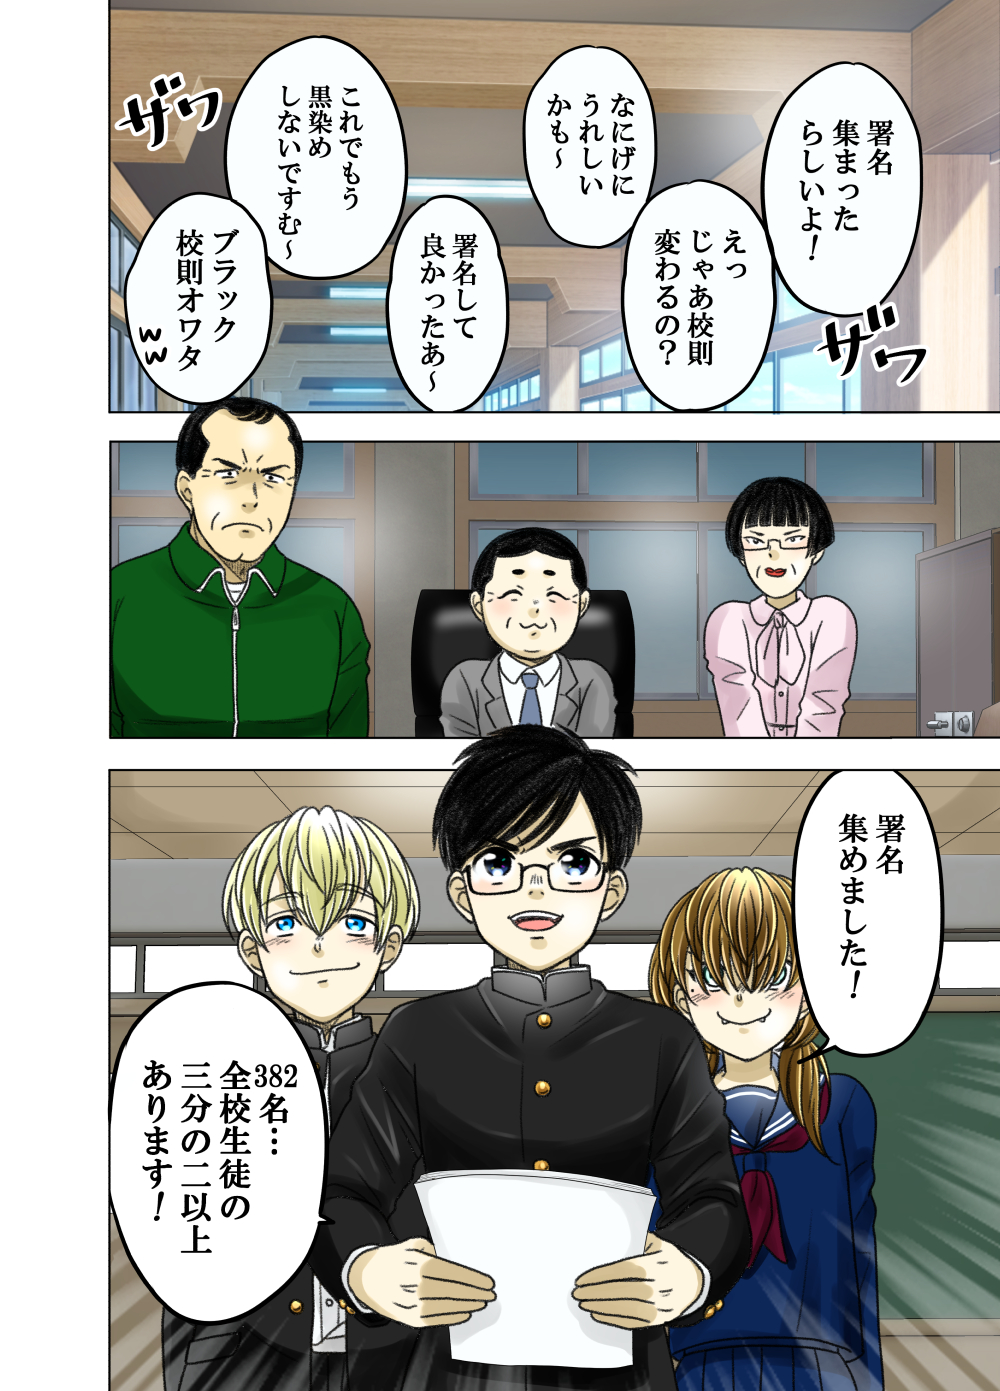 署名
集まった
らしいよ！
えっ
じゃあ校則
変わるの？
なにげに
うれしい
かも～
署名して
良かったあ～
これでもう
黒染め
しないですむ～
ブラック
校則オワタ
ww
ザワ
ザワ
署名
集めました！
382名…
全校生徒の
三分の二以上
あります！